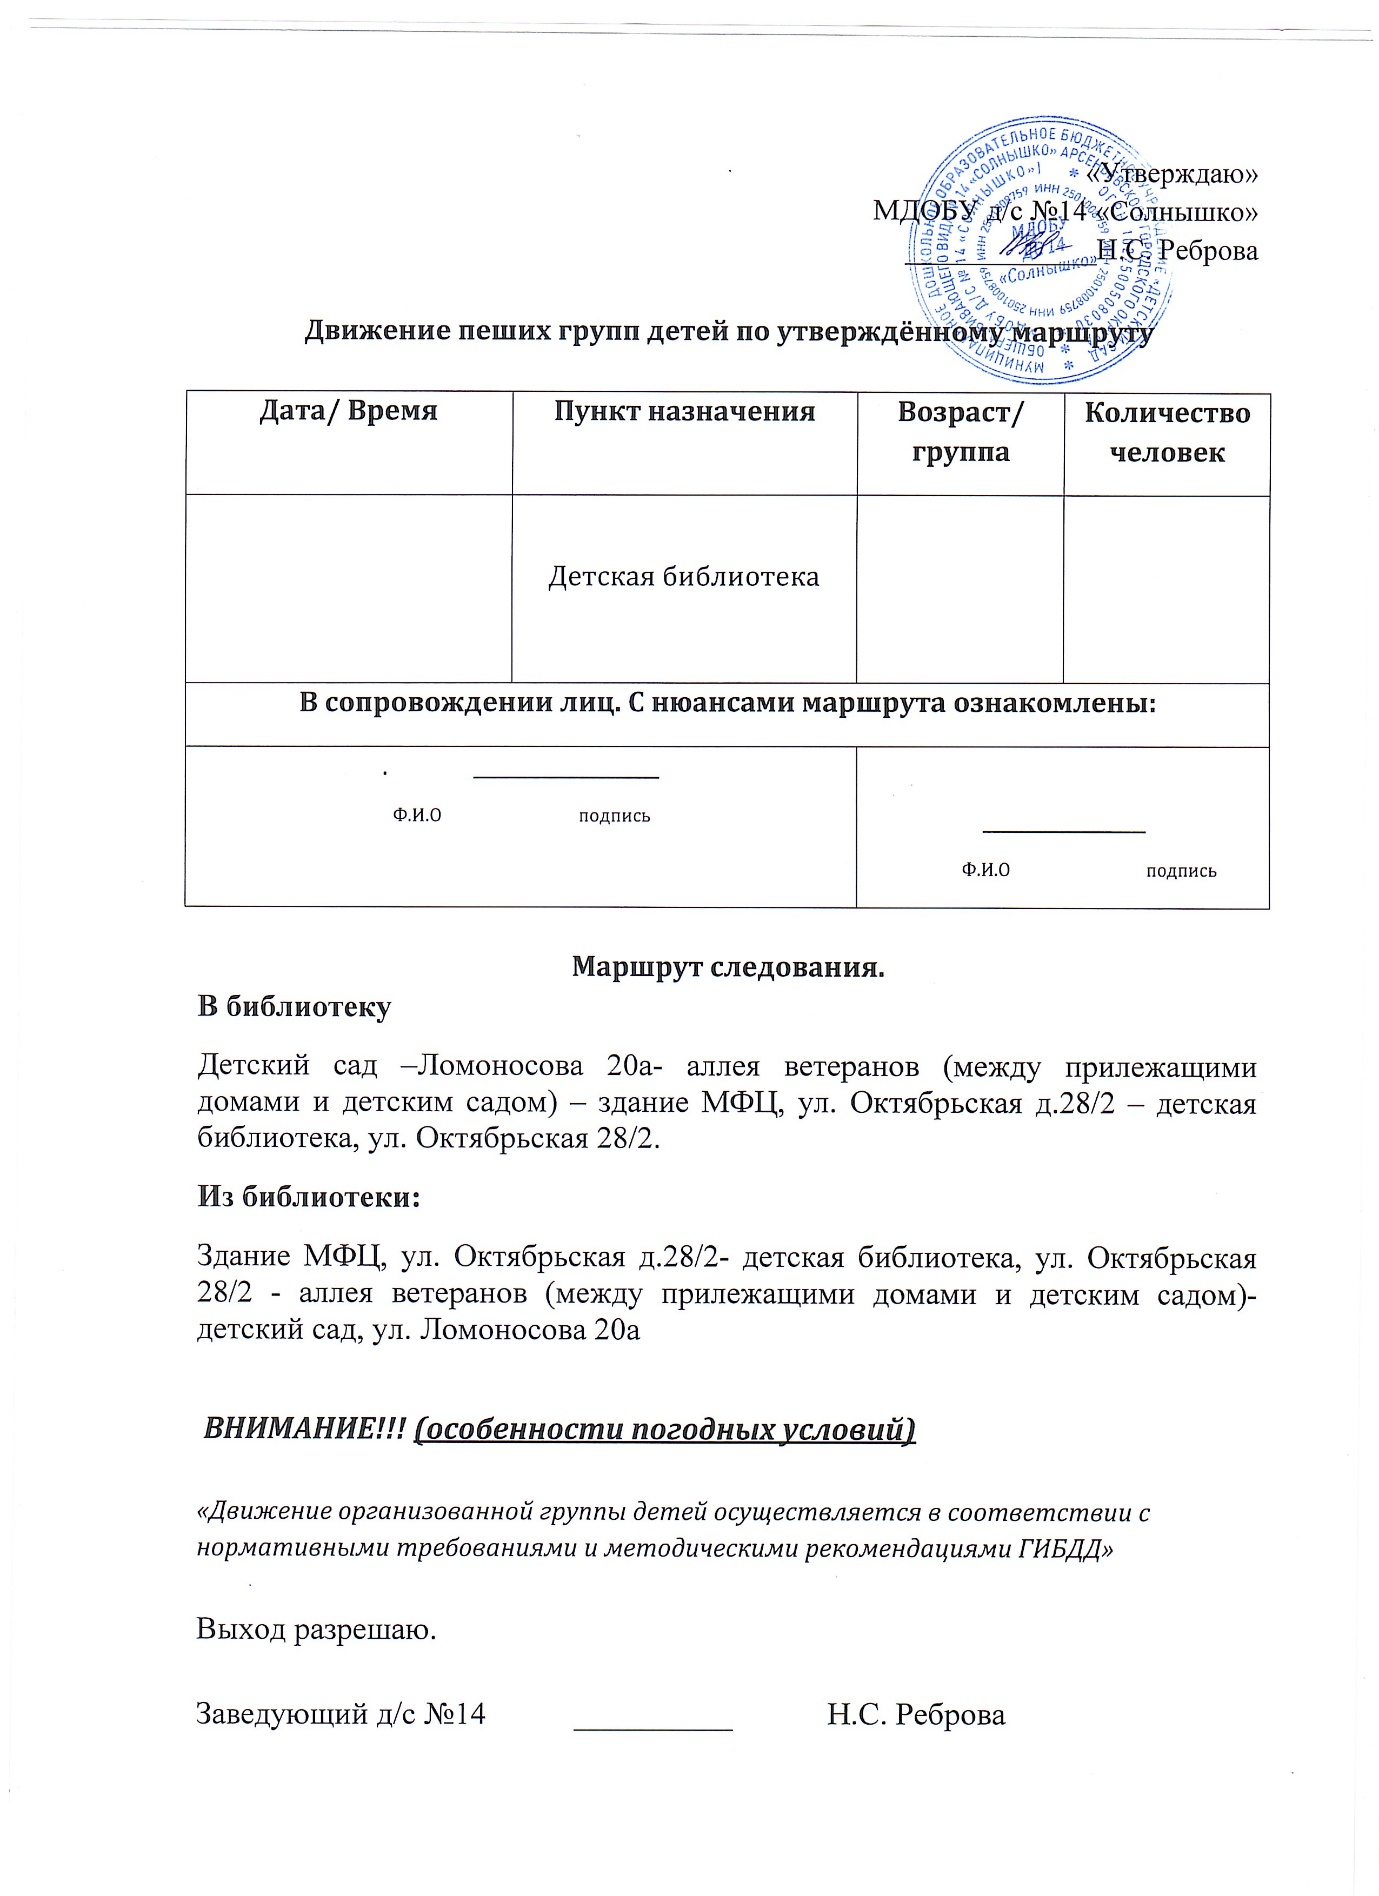 «Утверждаю»
МДОБУ д/с №14 «Солнышко»
Н.С. Реброва
МДОБУ
«Солнышко»
Движение пеших групп детей по утверждённому маршруту
Дата/ Время
Пункт назначения
Возраст/
группа
Количество
человек
Детская библиотека
В сопровождении лиц. С нюансами маршрута ознакомлены:
Ф.И.О подпись
Ф.И.О подпись
Маршрут следования.
В библиотеку
Детский сад –Ломоносова 20а- аллея ветеранов (между прилежащими
домами и детским садом) – здание МФЦ, ул. Октябрьская д.28/2 – детская
библиотека, ул. Октябрьская 28/2.
Из библиотеки:
Здание МФЦ, ул. Октябрьская д.28/2- детская библиотека, ул. Октябрьская
28/2 - аллея ветеранов (между прилежащими домами и детским садом)-
детский сад, ул. Ломоносова 20а
ВНИМАНИЕ!!! (особенности погодных условий)
«Движение организованной группы детей осуществляется в соответствии с
нормативными требованиями и методическими рекомендациями ГИБДД»
Выход разрешаю.
Заведующий д/с №14 __________ Н.С. Реброва